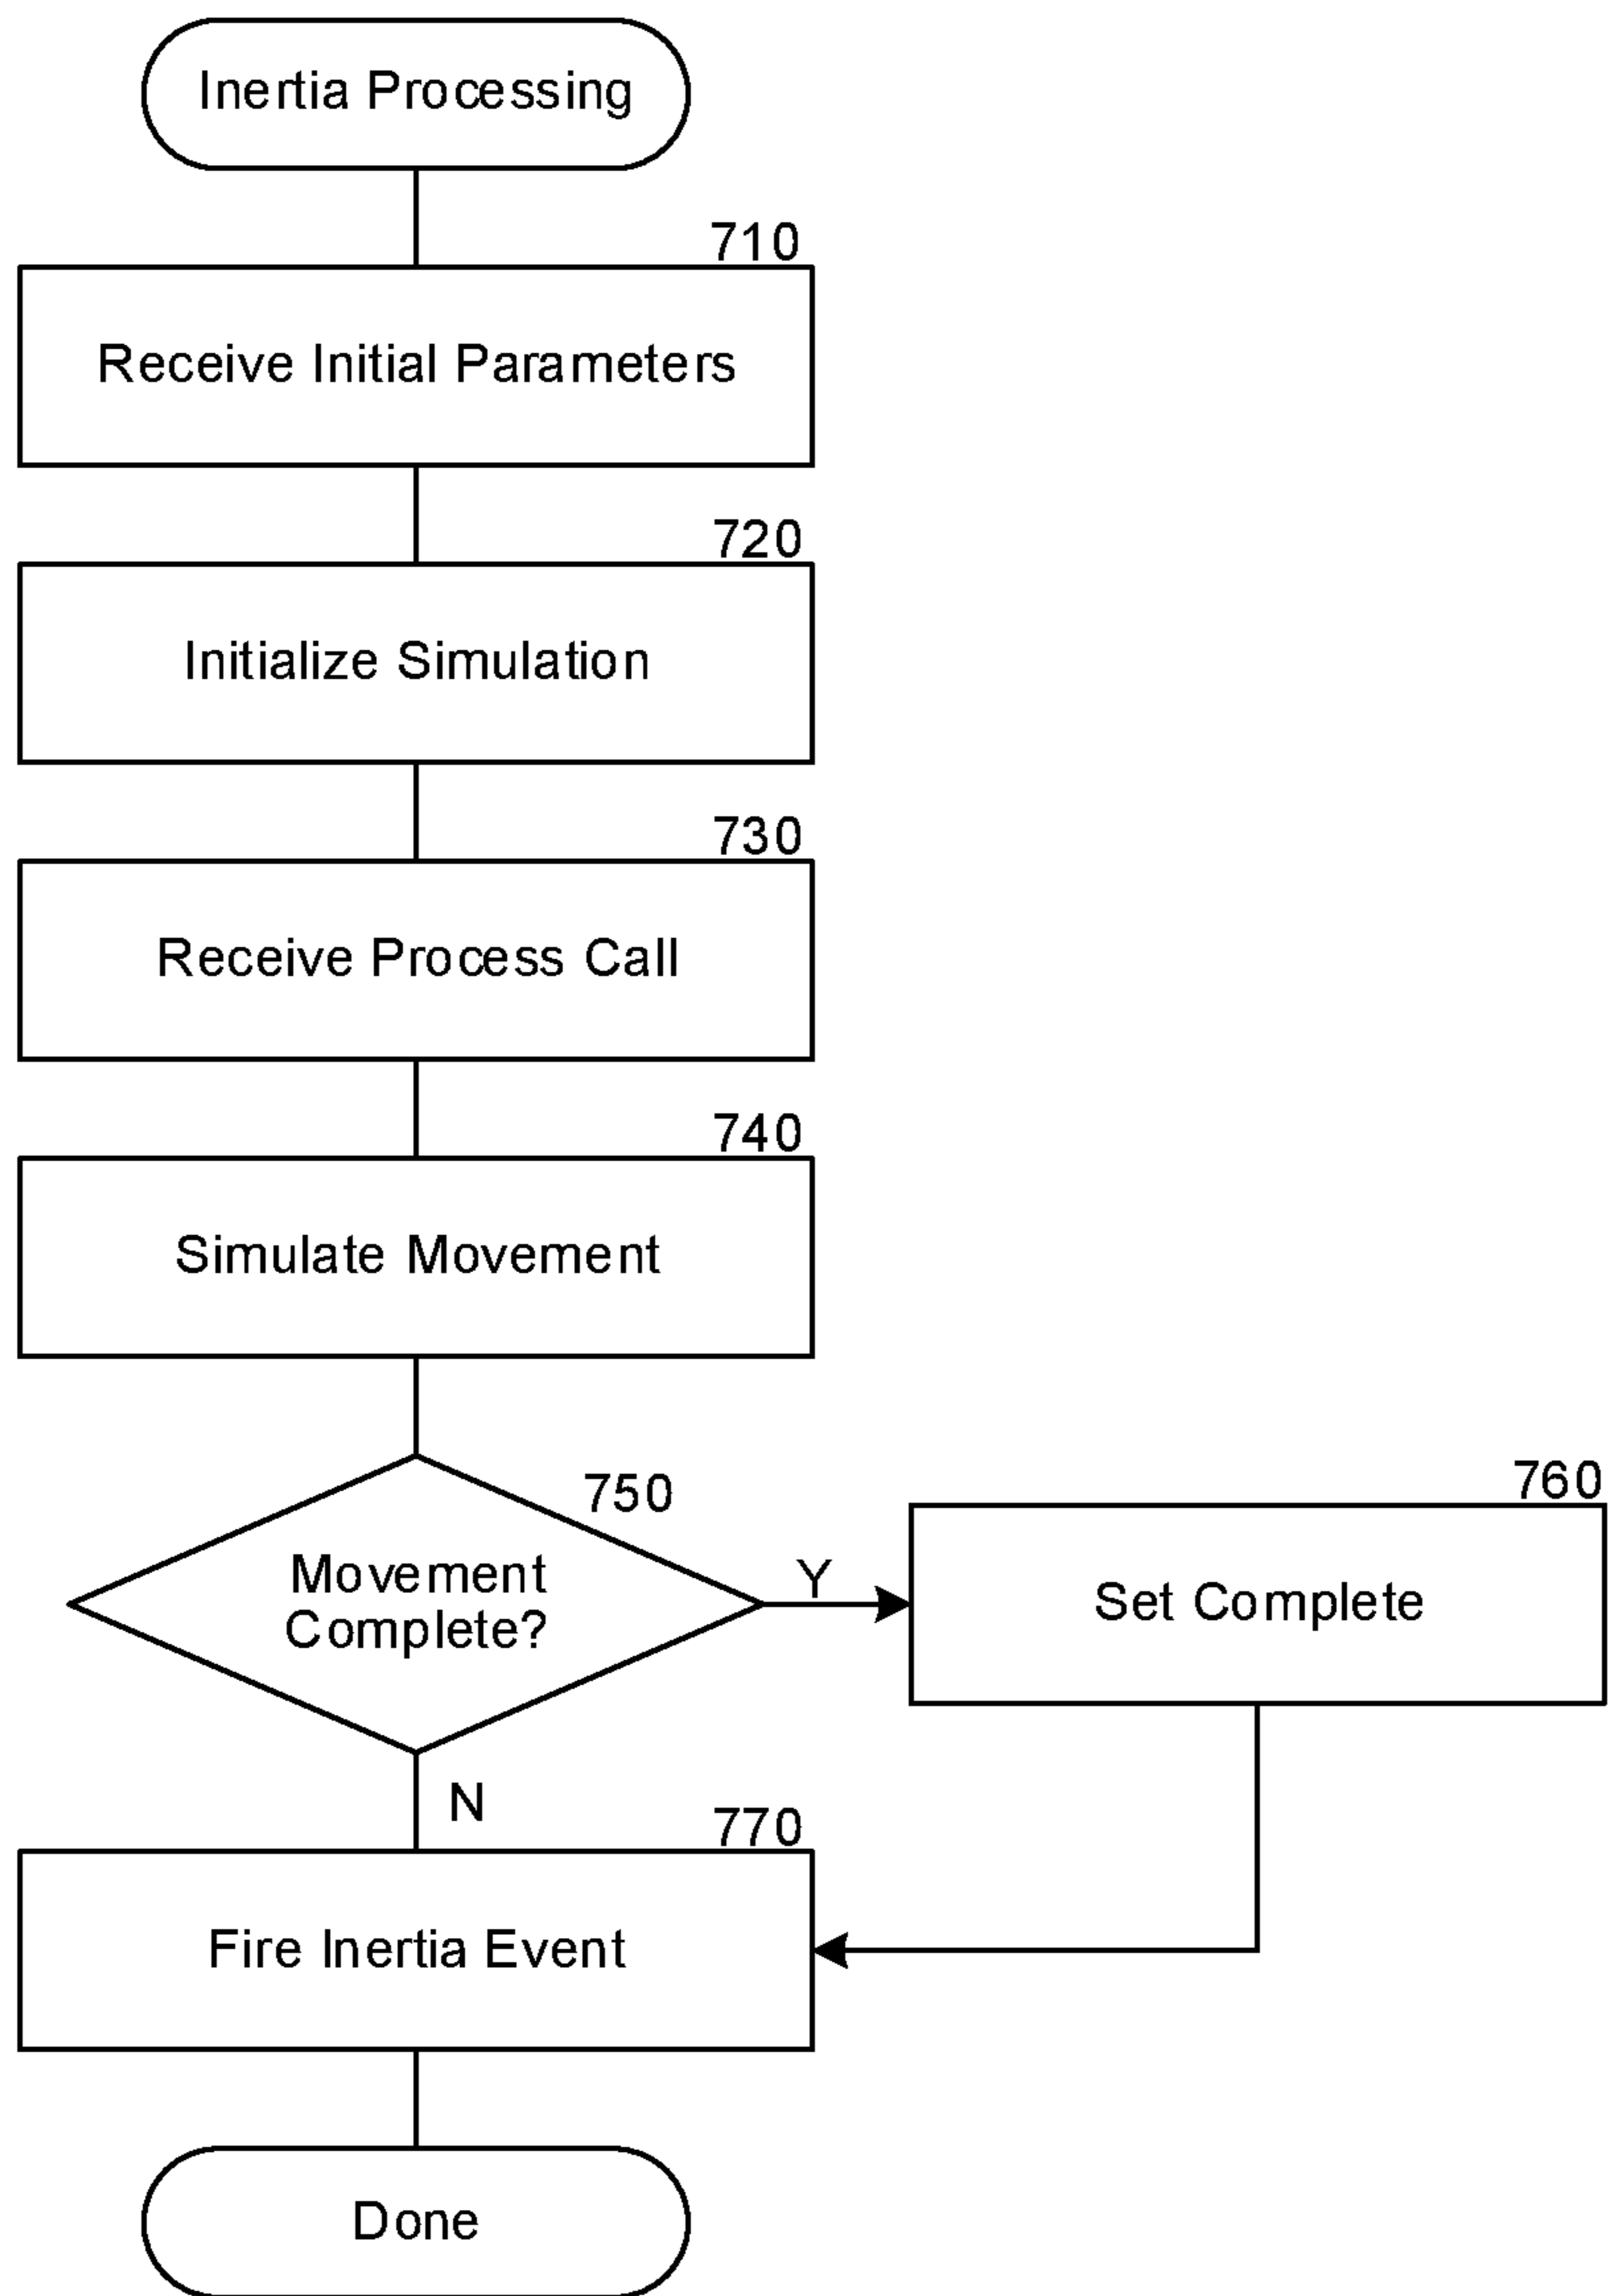 Inertia Processing
710
Receive Initial Parameters
720
Initialize Simulation
730
Receive Process Call
740
Simulate Movement
750
Movement
Complete?
Y
760
Set Complete
N
770
Fire Inertia Event
Done